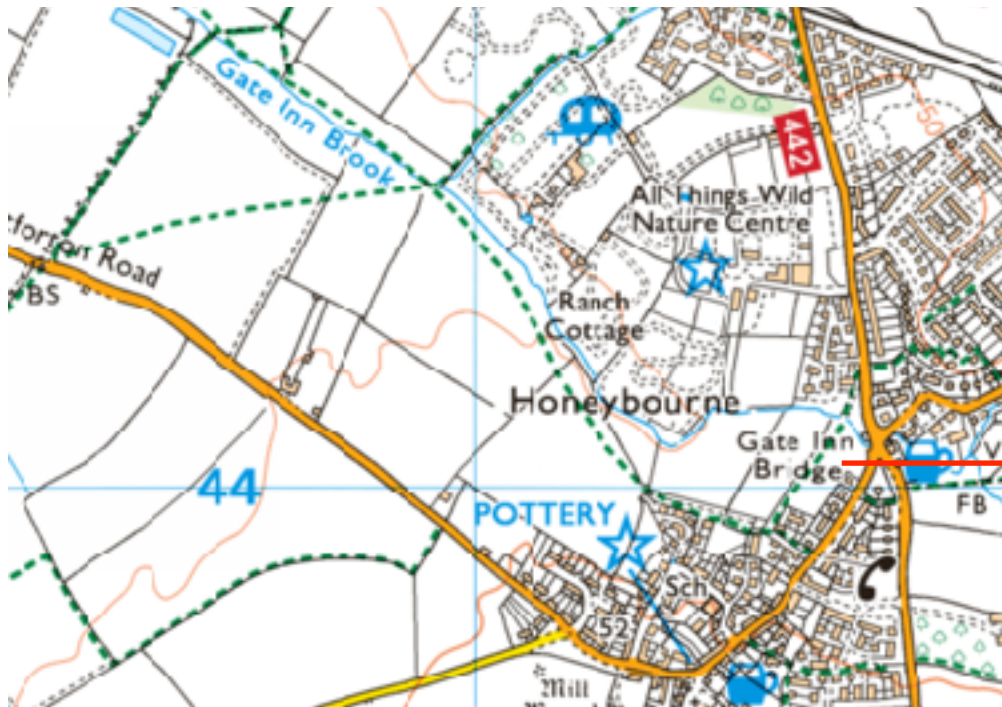 Gate Inn Brook
442
50
All Things Wild
Nature Centre
Road
BS
Ranch
Cottage
Honeybourne
Gate Inn
Bridge
V
44
FB
POTTERY
Sch
52
Mill